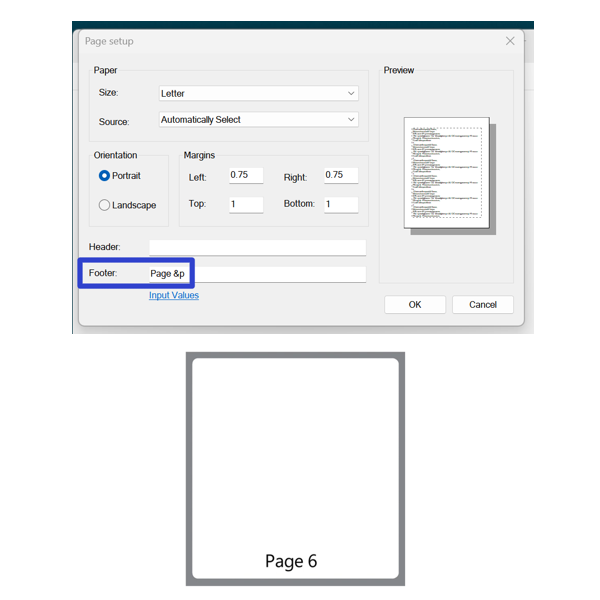 Page setup
Paper
Preview
Size: Letter
Source: Automatically Select
Orientation
Margins
Portrait
Left: 0.75 Right: 0.75
Landscape
Top: 1 Bottom: 1
Header:
Footer: Page &p
Input Values
OK Cancel
Page 6